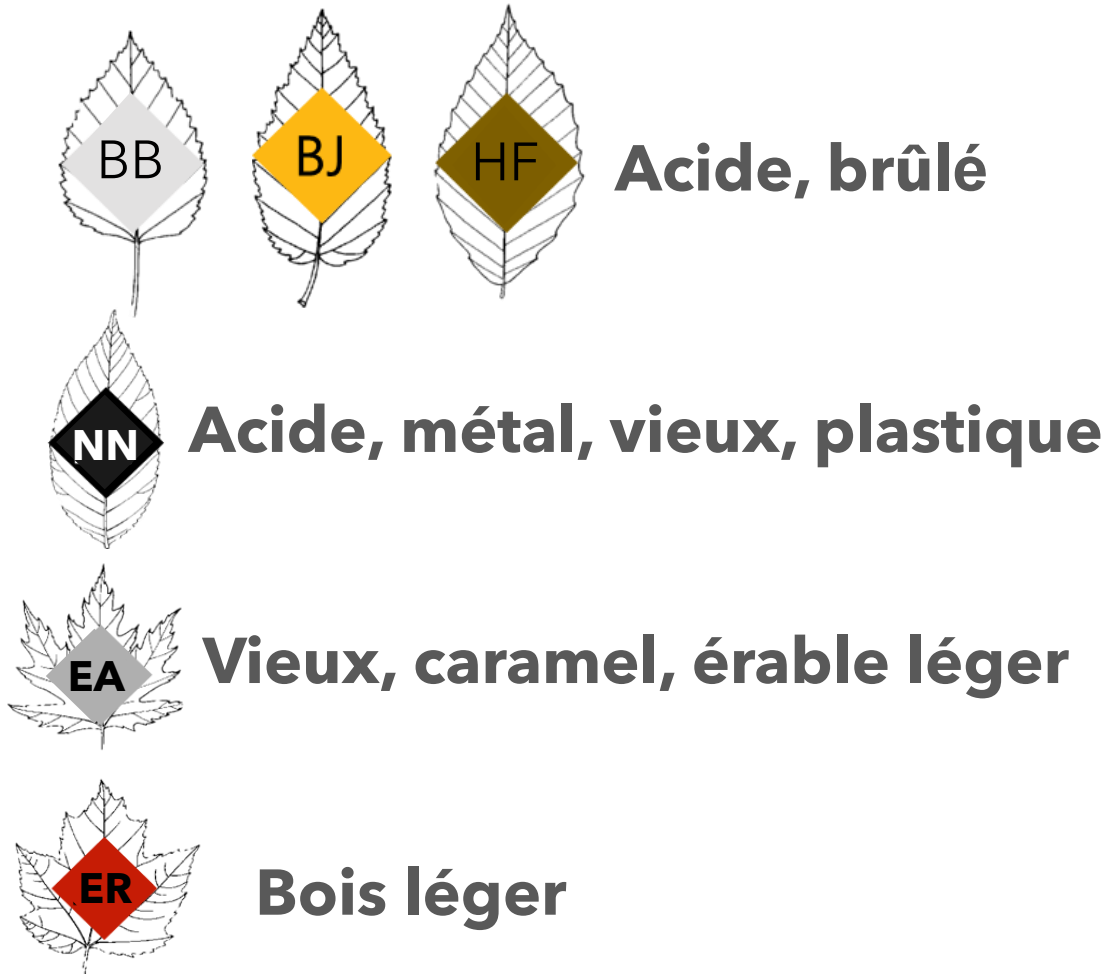 BB BJ HF Acide, brûlé
NN Acide, métal, vieux, plastique
EA Vieux, caramel, érable léger
ER Bois léger